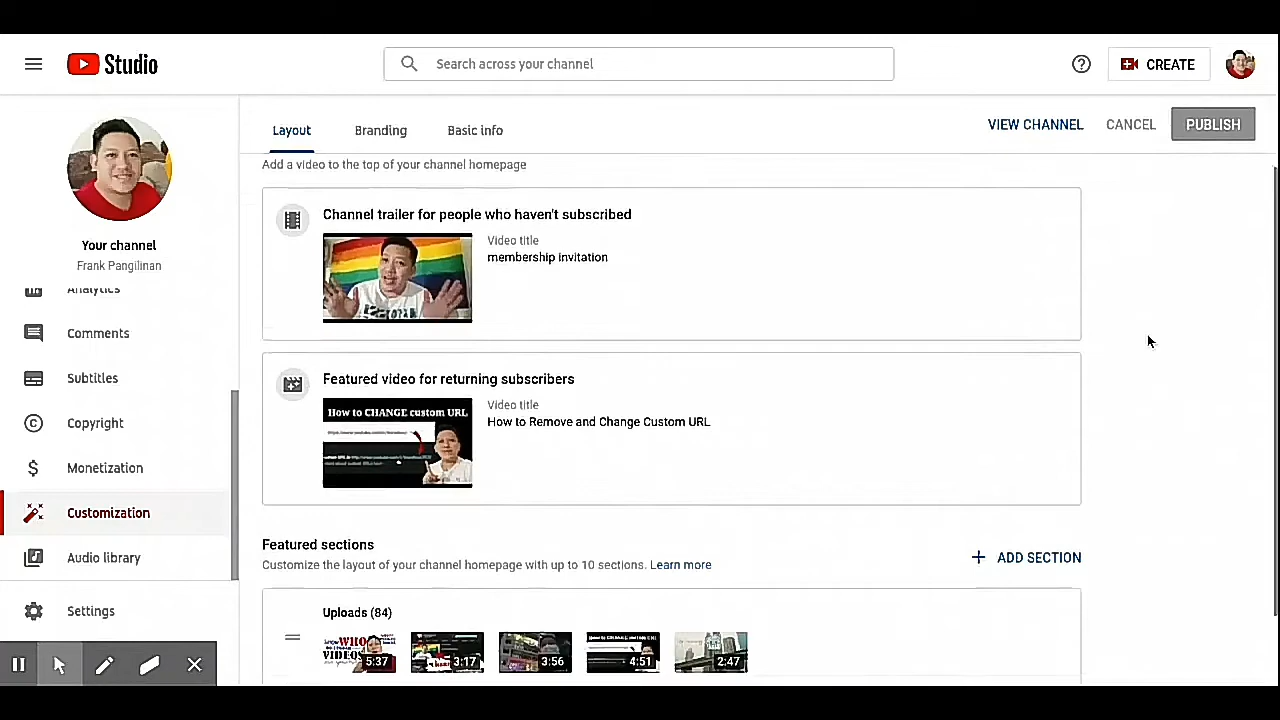 Studio
Search across your channel
CREATE
Layout
Branding
Basic info
VIEW CHANNEL
CANCEL
PUBLISH
Add a video to the top of your channel homepage
Your channel
Frank Pangilinan
Analytics
Comments
Subtitles
Copyright
Monetization
Customization
Audio library
Settings
Channel trailer for people who haven't subscribed
Video title
membership invitation
Featured video for returning subscribers
How to CHANGE custom URL
Video title
How to Remove and Change Custom URL
Featured sections
Customize the layout of your channel homepage with up to 10 sections. Learn more
ADD SECTION
Uploads (84)
5:37
3:17
3:56
4:51
2:47